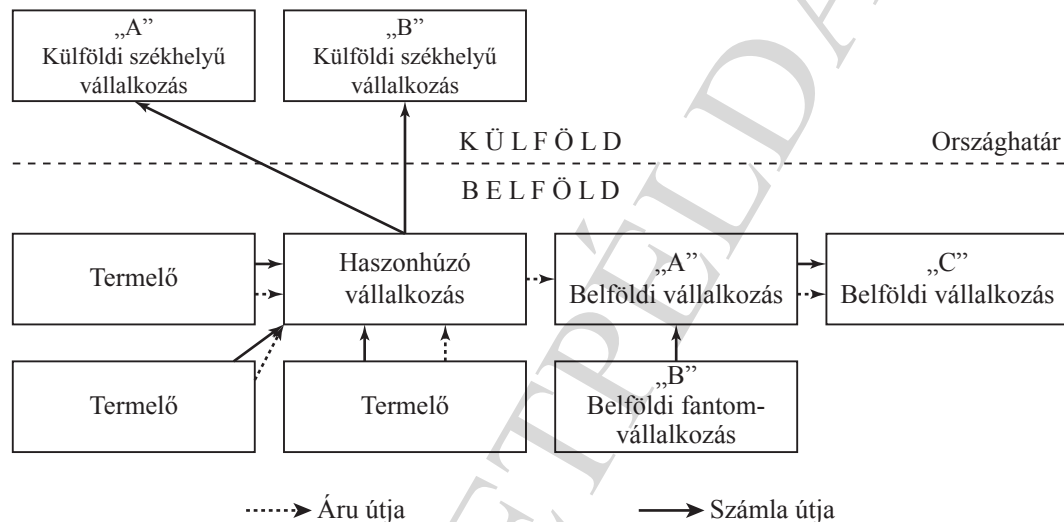 „A”
Külföldi székhelyű
vállalkozás
„B”
Külföldi székhelyű
vállalkozás
KÜLFÖLD
Országhatár
BELFÖLD
Termelő
Haszonhúzó
vállalkozás
„A”
Belföldi vállalkozás
„C”
Belföldi vállalkozás
Termelő
Termelő
„B”
Belföldi fantom-
vállalkozás
Áru útja
Számla útja
ETPÉLDÁ